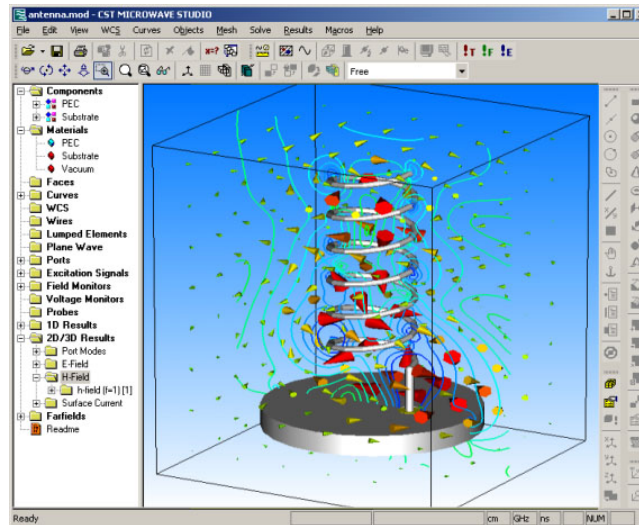 antenna.mod - CST MICROWAVE STUDIO
File Edit View WCS Curves Objects Mesh Solve Results Macros Help
x=? !T !F !E
Free
Components
PEC
Substrate
Materials
PEC
Substrate
Vacuum
Faces
Curves
WCS
Wires
Lumped Elements
Plane Wave
Ports
Excitation Signals
Field Monitors
Voltage Monitors
Probes
1D Results
2D/3D Results
Port Modes
E-Field
H-Field
h-field (f=1) [1]
Surface Current
Farfields
Readme
Ready cm GHz ns NUM